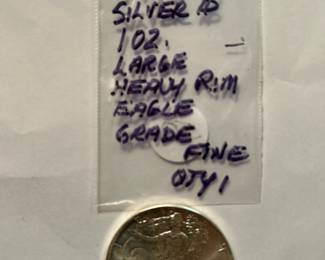 SILVER
1 OZ.
LARGE
HEAVY RIM
EAGLE
GRADE
FINE
QTY 1